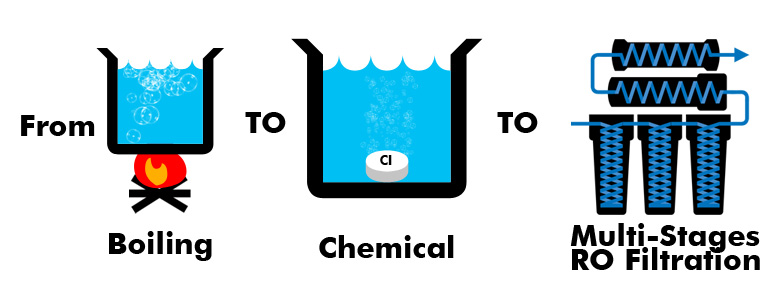 From
TO
Cl
TO
Boiling
Chemical
Multi-Stages
RO Filtration